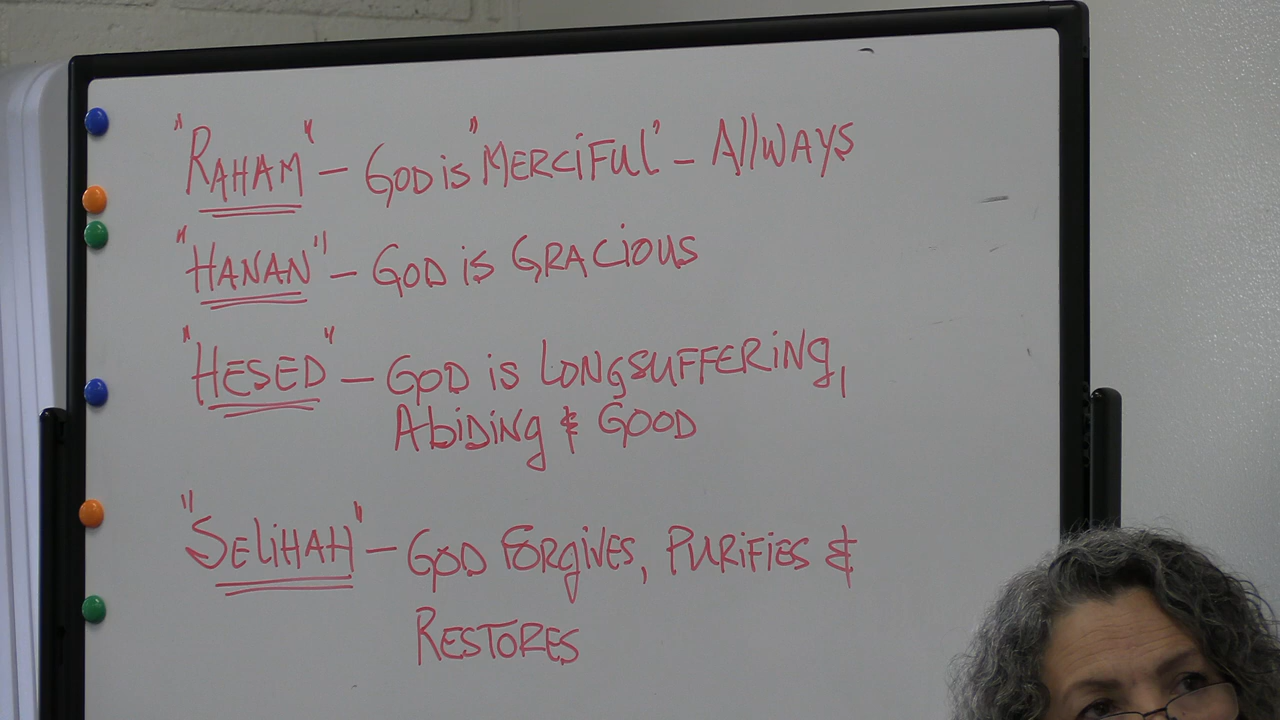 "RAHAM" – GOD is "MERCiFUl" – AllWAYS
"HANAN" – GOD iS GRACiOUS
"HESED" – GOD iS LONgSUFFERiNg,
AbiDiNg & GOOD
"SEliHAH" – GOD FORgiVES, PURiFiES &
RESTORES